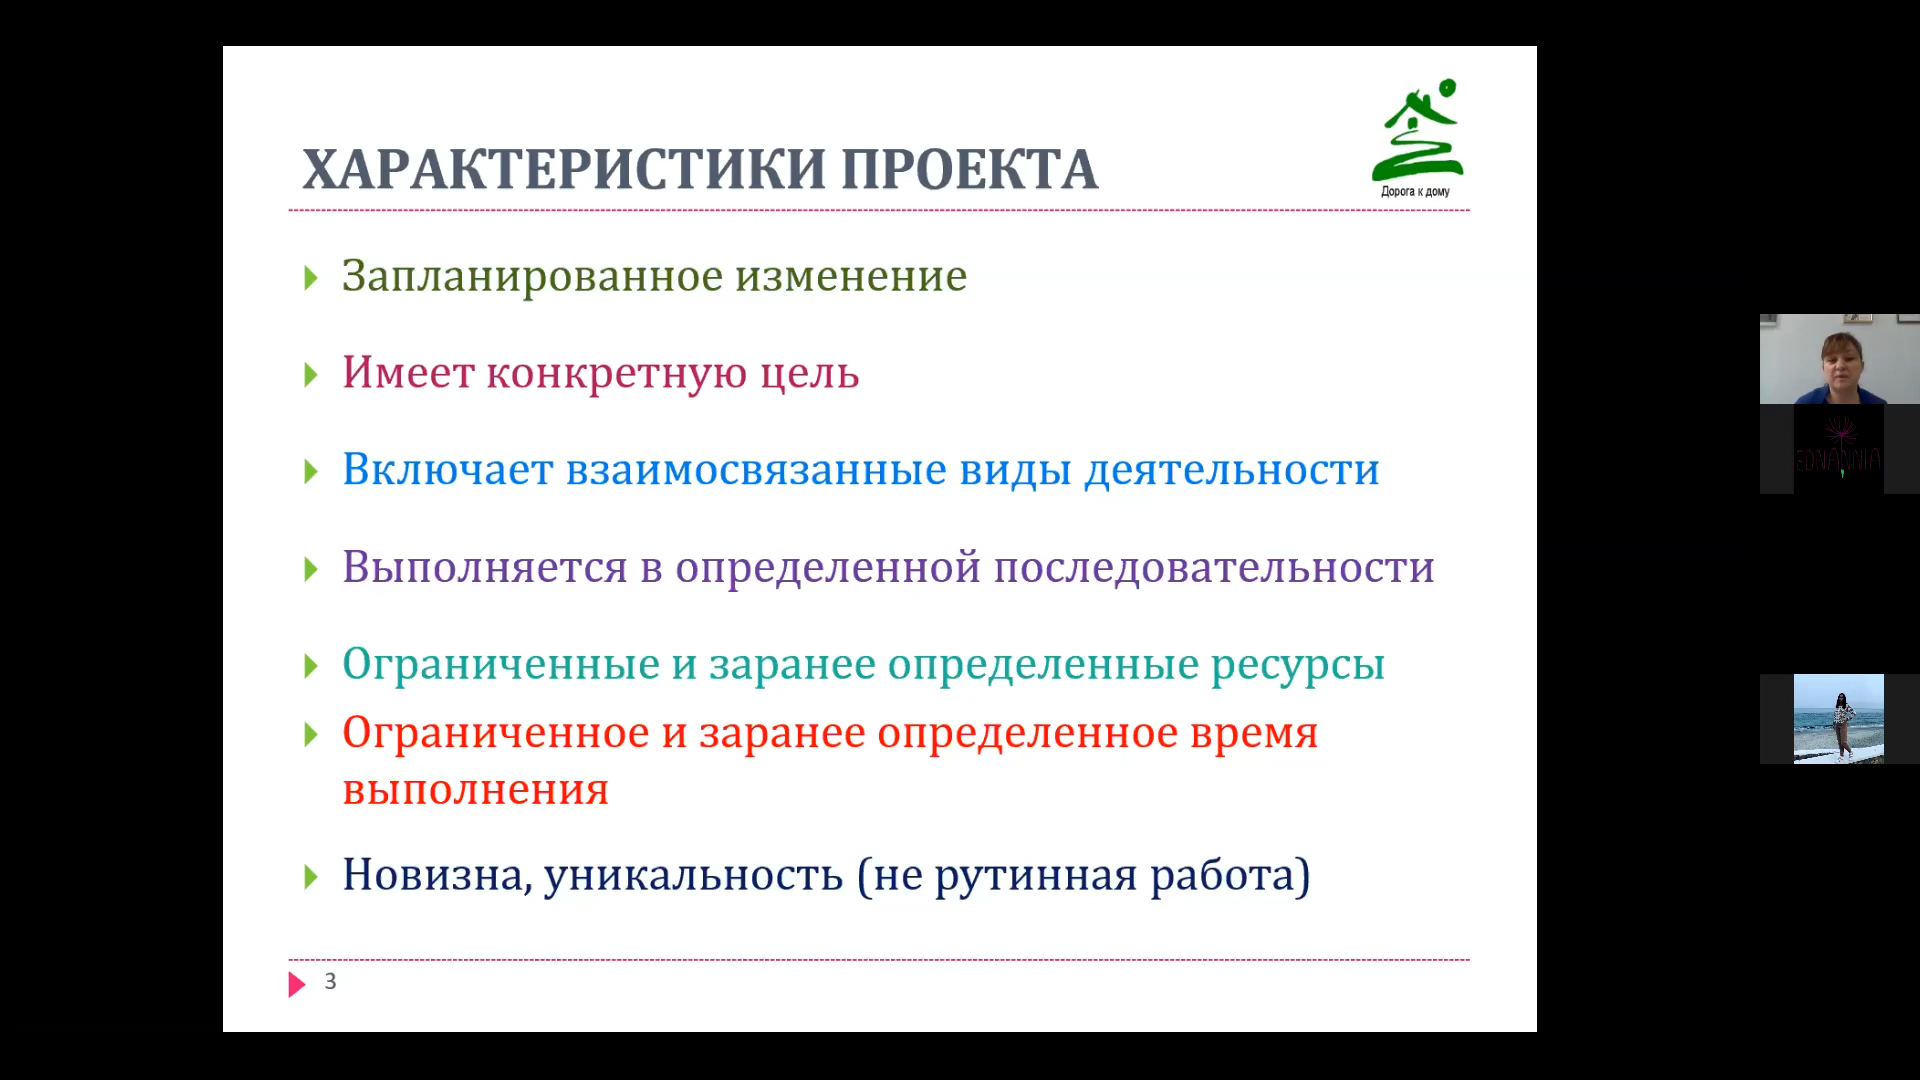 ХАРАКТЕРИСТИКИ ПРОЕКТА
Дорога к дому
Запланированное изменение
Имеет конкретную цель
Включает взаимосвязанные виды деятельности
Выполняется в определенной последовательности
Ограниченные и заранее определенные ресурсы
Ограниченное и заранее определенное время
выполнения
Новизна, уникальность (не рутинная работа)
3
EDNANNIA